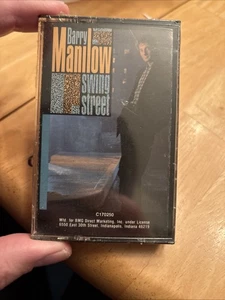 Barry
Manilow
Swing
Street
C170250
Mfd. for BMG Direct Marketing, Inc. under License
6550 East 30th Street, Indianapolis, Indiana 46219